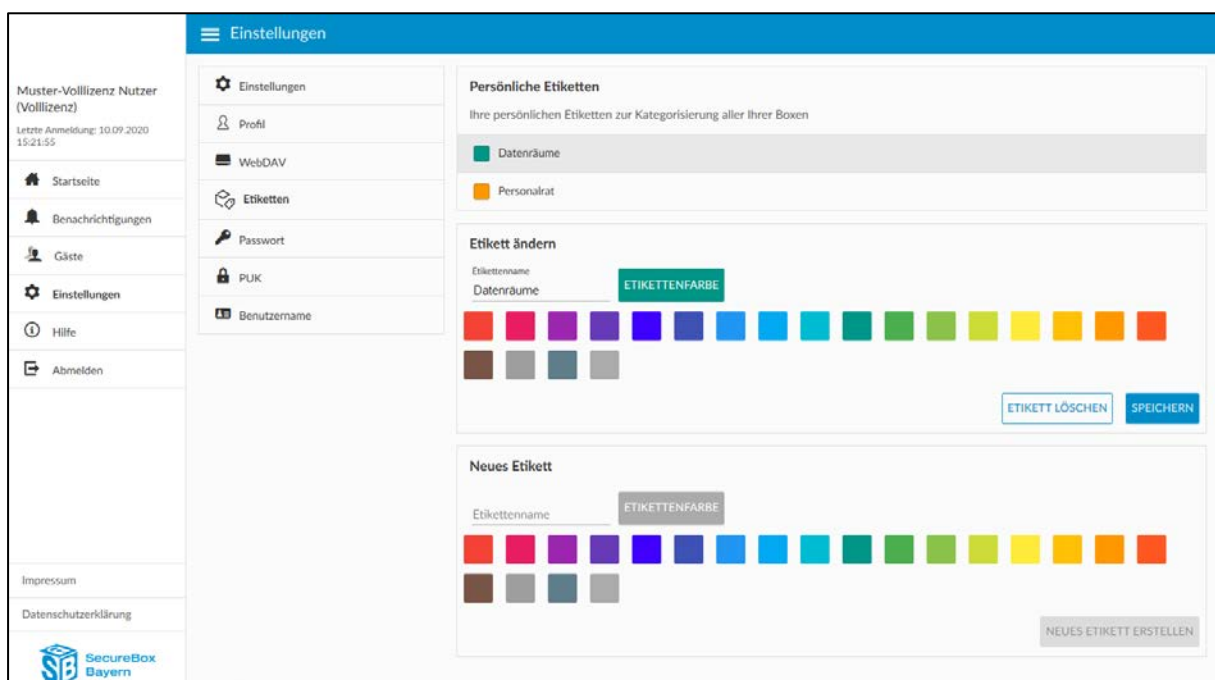 Einstellungen
Muster-Volllizenz Nutzer
(Volllizenz)
Letzte Anmeldung: 10.09.2020
15:21:55
Startseite
Benachrichtigungen
Gäste
Einstellungen
Hilfe
Abmelden
Impressum
Datenschutzerklärung
SB SecureBox
Bayern
Einstellungen
Profil
WebDAV
Etiketten
Passwort
PUK
Benutzername
Persönliche Etiketten
Ihre persönlichen Etiketten zur Kategorisierung aller Ihrer Boxen
Datenräume
Personalrat
Etikett ändern
Etikettenname
Datenräume
ETIKETTENFARBE
ETIKETT LÖSCHEN SPEICHERN
Neues Etikett
Etikettenname
ETIKETTENFARBE
NEUES ETIKETT ERSTELLEN